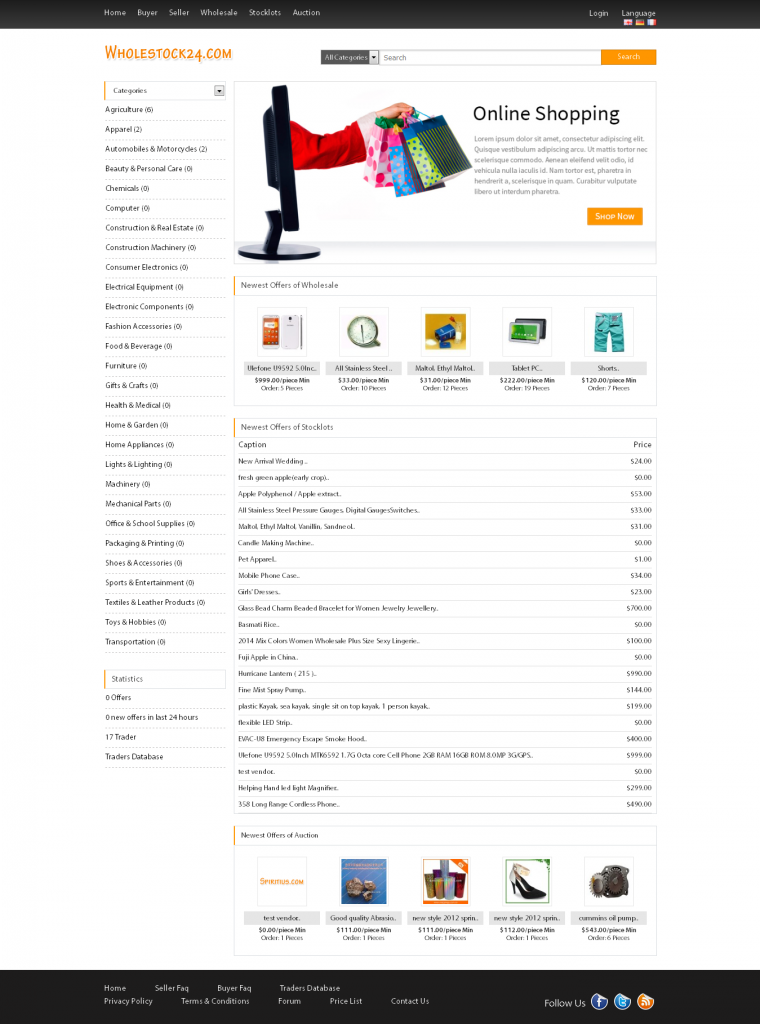 Home Buyer Seller Wholesale Stocklots Auction Login Language
WHOLESTOCK24.COM
All Categories Search Search
Categories
Agriculture (6)
Apparel (2)
Automobiles & Motorcycles (2)
Beauty & Personal Care (0)
Chemicals (0)
Computer (0)
Construction & Real Estate (0)
Construction Machinery (0)
Consumer Electronics (0)
Electrical Equipment (0)
Electronic Components (0)
Fashion Accessories (0)
Food & Beverage (0)
Furniture (0)
Gifts & Crafts (0)
Health & Medical (0)
Home & Garden (0)
Home Appliances (0)
Lights & Lighting (0)
Machinery (0)
Mechanical Parts (0)
Office & School Supplies (0)
Packaging & Printing (0)
Shoes & Accessories (0)
Sports & Entertainment (0)
Textiles & Leather Products (0)
Toys & Hobbies (0)
Transportation (0)
Statistics
0 Offers
0 new offers in last 24 hours
17 Trader
Traders Database
Online Shopping
Lorem ipsum dolor sit amet, consectetur adipiscing elit.
Quisque vestibulum adipiscing arcu. Ut mattis tortor nec
scelerisque commodo. Aenean eleifend velit odio, id
vehicula nulla iaculis id. Nam tortor est, pharetra in
hendrerit a, scelerisque in quam. Curabitur vulputate
libero ut interdum pharetra.
SHOP NOW
Newest Offers of Wholesale
Ulefone U9592 5.0Inc.. All Stainless Steel .. Maltol, Ethyl Maltol,.. Tablet PC.. Shorts..
$999.00/piece Min $33.00/piece Min $31.00/piece Min $222.00/piece Min $120.00/piece Min
Order: 5 Pieces Order: 10 Pieces Order: 12 Pieces Order: 19 Pieces Order: 7 Pieces
Newest Offers of Stocklots
Caption Price
New Arrival Wedding .. $24.00
fresh green apple(early crop).. $0.00
Apple Polyphenol / Apple extract.. $53.00
All Stainless Steel Pressure Gauges, Digital GaugesSwitches.. $33.00
Maltol, Ethyl Maltol, Vanillin, Sandneol.. $31.00
Candle Making Machine.. $0.00
Pet Apparel.. $1.00
Mobile Phone Case.. $34.00
Girls' Dresses.. $23.00
Glass Bead Charm Beaded Bracelet for Women Jewelry Jewellery.. $700.00
Basmati Rice.. $0.00
2014 Mix Colors Women Wholesale Plus Size Sexy Lingerie.. $100.00
Fuji Apple in China.. $0.00
Hurricane Lantern ( 215 ).. $990.00
Fine Mist Spray Pump.. $144.00
plastic Kayak, sea kayak, single sit on top kayak, 1 person kayak,.. $199.00
flexible LED Strip.. $0.00
EVAC-U8 Emergency Escape Smoke Hood.. $400.00
Ulefone U9592 5.0Inch MTK6592 1.7G Octa core Cell Phone 2GB RAM 16GB ROM 8.0MP 3G/GPS,. $999.00
test vendor.. $0.00
Helping Hand led light Magnifier.. $299.00
358 Long Range Cordless Phone.. $490.00
Newest Offers of Auction
SPIRITIUS.COM
test vendor.. Good quality Abrasio.. new style 2012 sprin.. new style 2012 sprin.. cummins oil pump..
$0.00/piece Min $111.00/piece Min $111.00/piece Min $112.00/piece Min $543.00/piece Min
Order: 1 Pieces Order: 1 Pieces Order: 1 Pieces Order: 1 Pieces Order: 6 Pieces
Home Seller Faq Buyer Faq Traders Database
Privacy Policy Terms & Conditions Forum Price List Contact Us
Follow Us